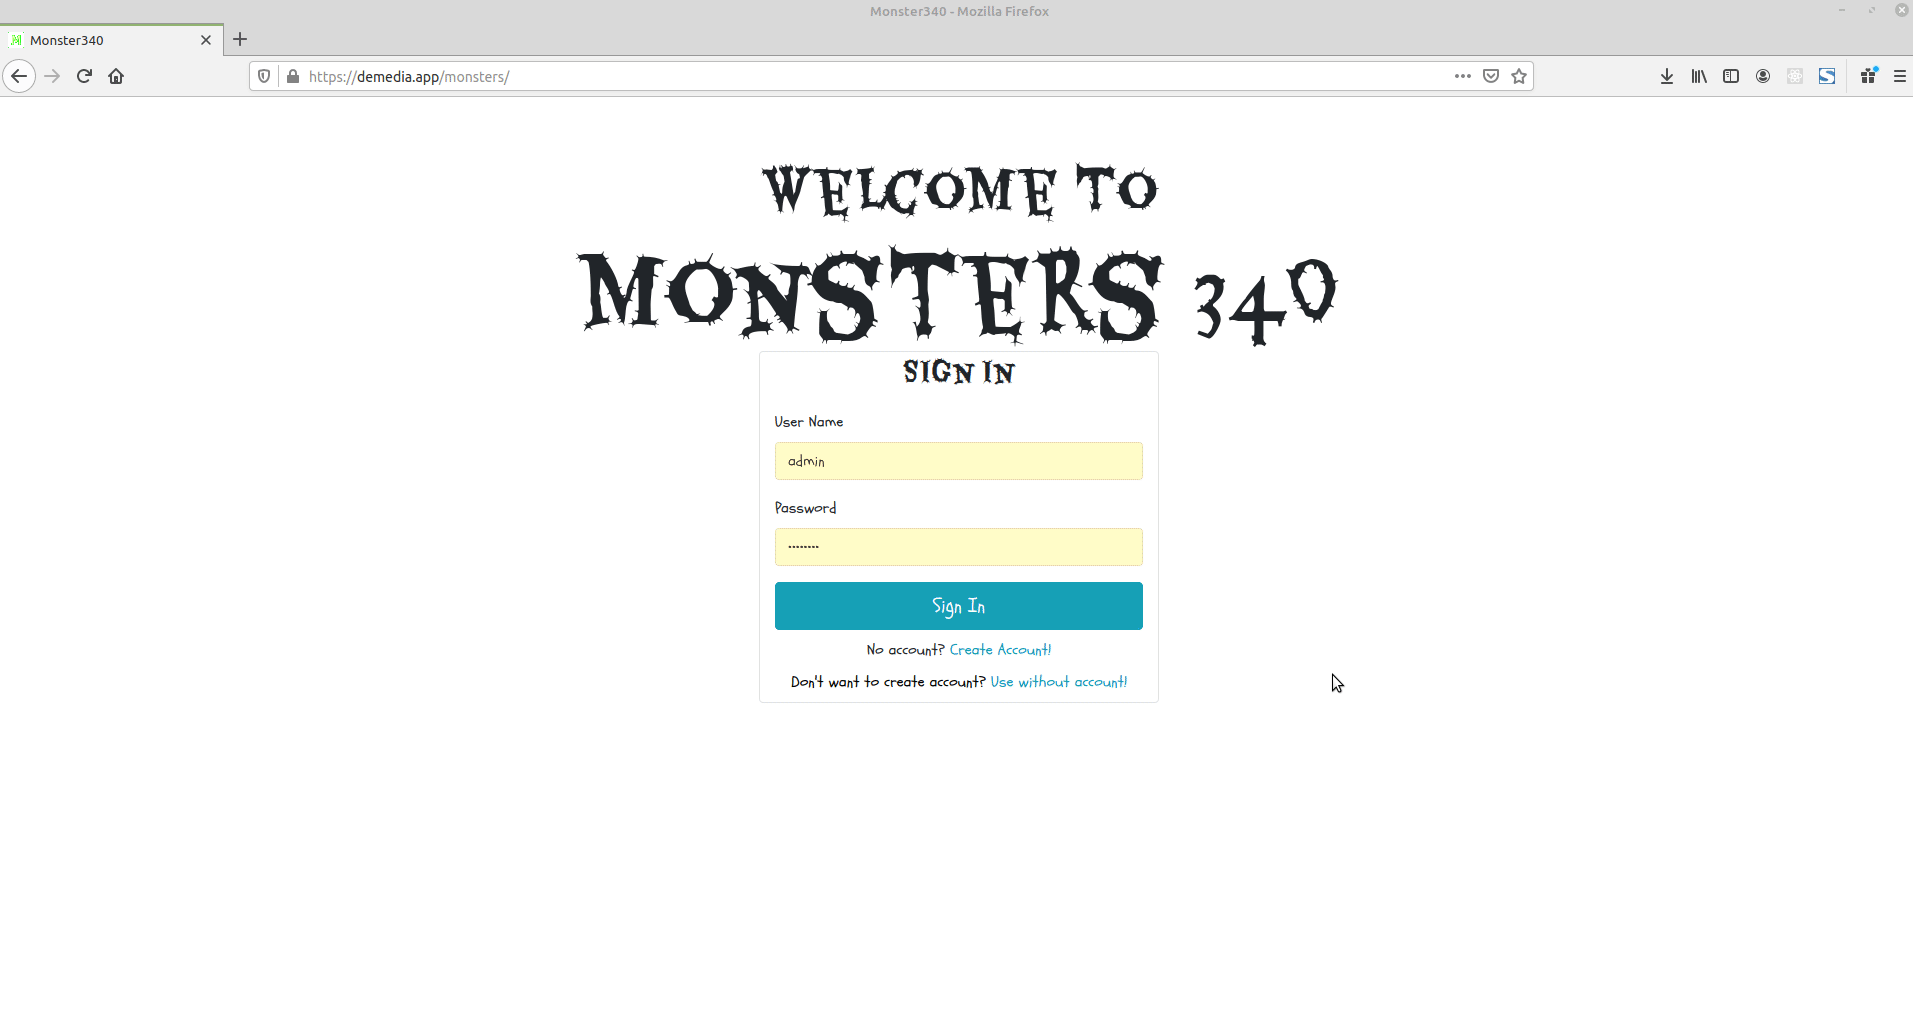 Monster340 - Mozilla Firefox
Monster340
https://demedia.app/monsters/
WELCOME TO
MONSTERS 340
SIGN IN
User Name
admin
Password
Sign In
No account? Create Account!
Don't want to create account? Use without account!